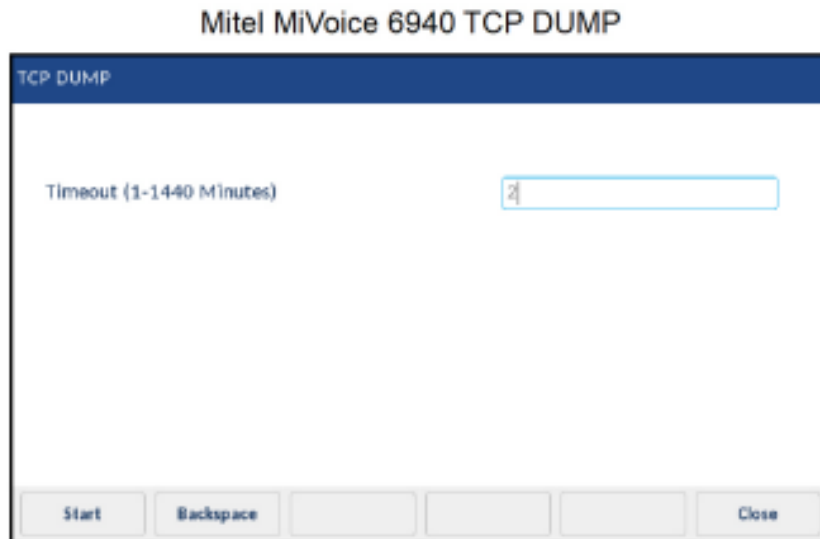 Mitel MiVoice 6940 TCP DUMP
TCP DUMP
Timeout (1-1440 Minutes) 2
Start Backspace Close